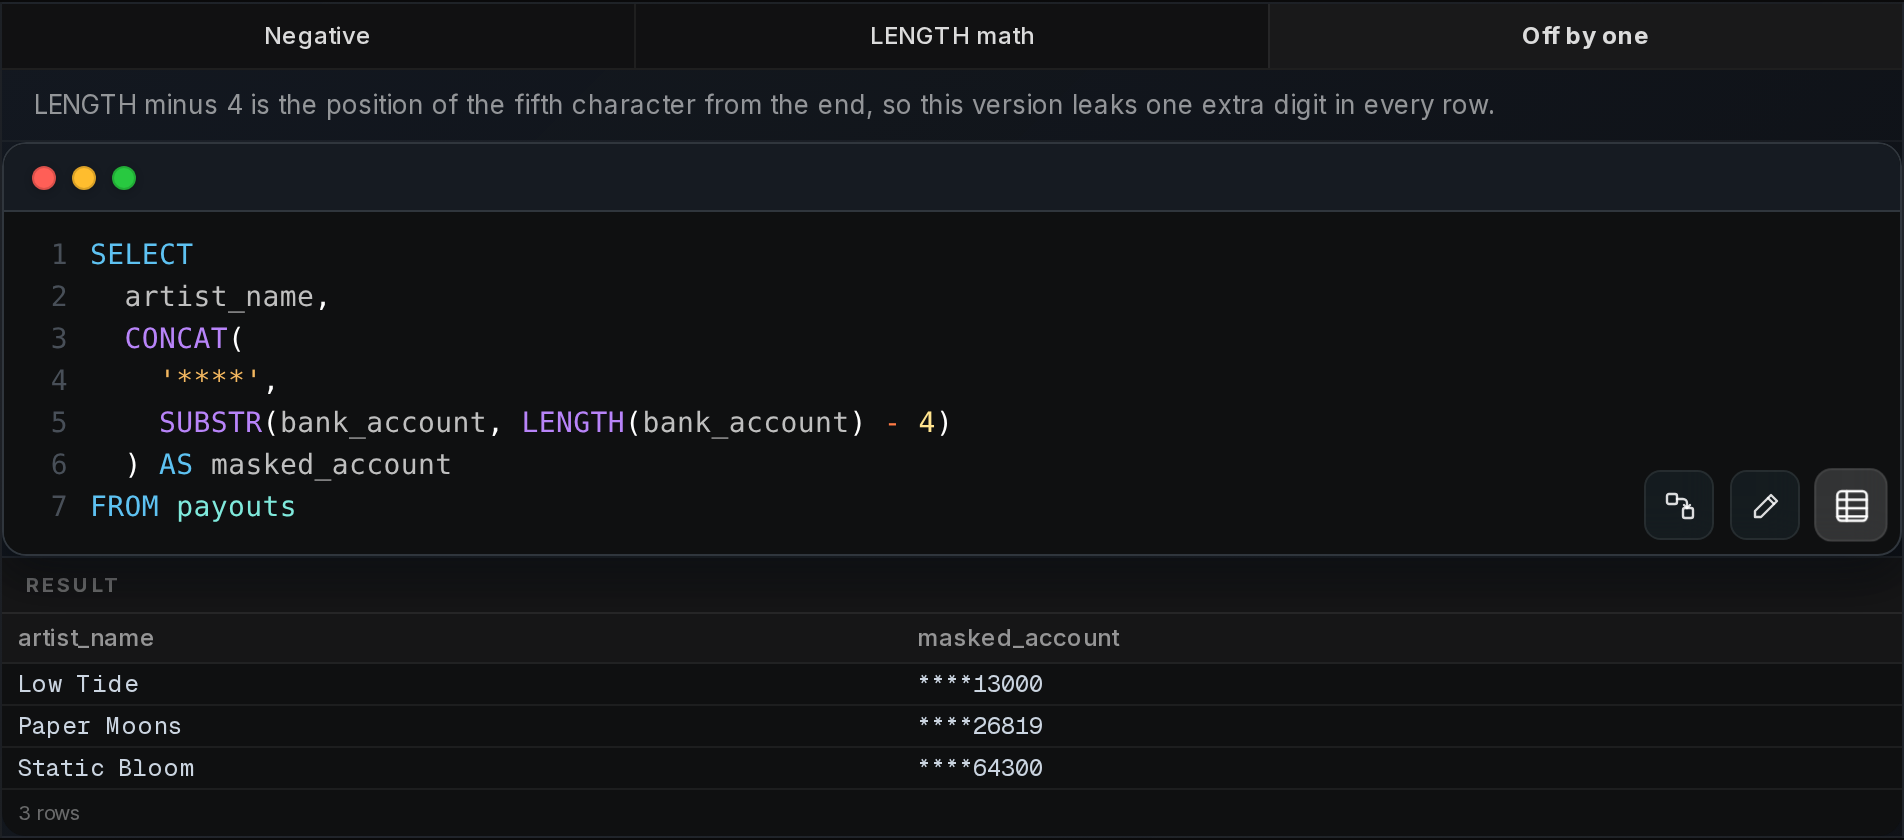 Negative
LENGTH math
Off by one
LENGTH minus 4 is the position of the fifth character from the end, so this version leaks one extra digit in every row.
1 SELECT
2   artist_name,
3   CONCAT(
4     '****',
5     SUBSTR(bank_account, LENGTH(bank_account) - 4)
6   ) AS masked_account
7 FROM payouts
RESULT
artist_name masked_account
Low Tide ****13000
Paper Moons ****26819
Static Bloom ****64300
3 rows